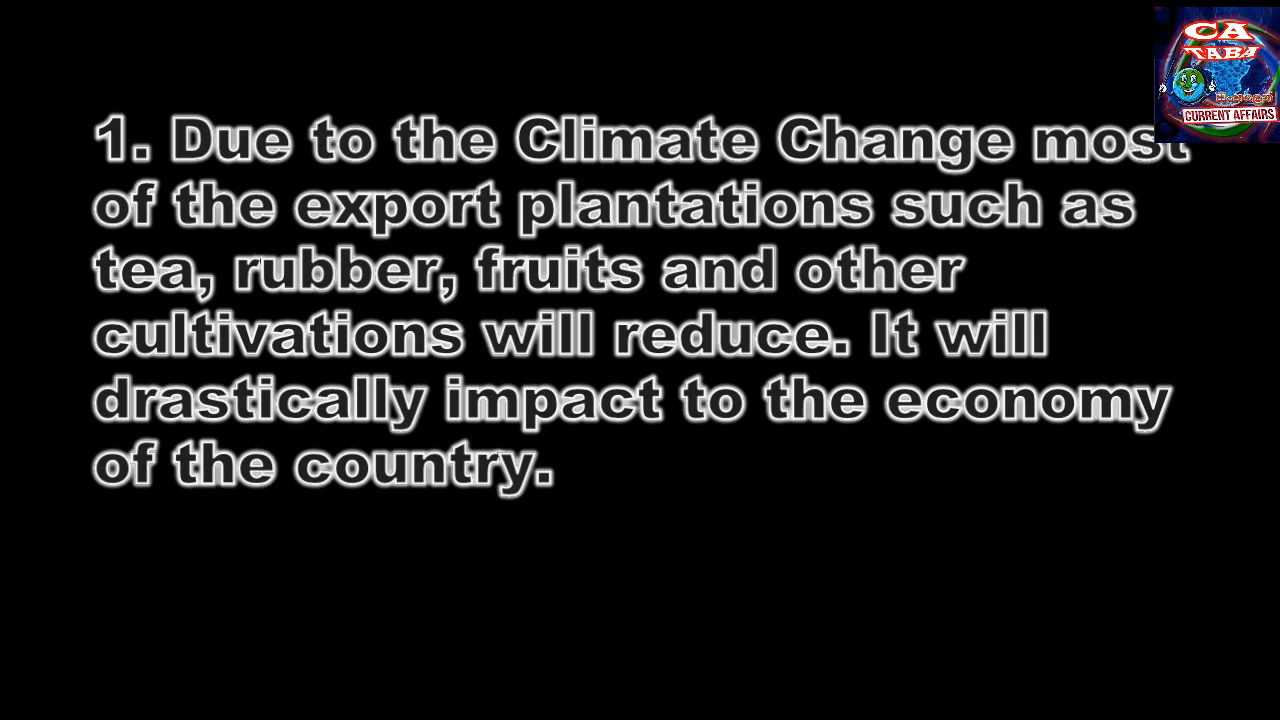 CA
TABA
CURRENT AFFAIRS
1. Due to the Climate Change most
of the export plantations such as
tea, rubber, fruits and other
cultivations will reduce. It will
drastically impact to the economy
of the country.